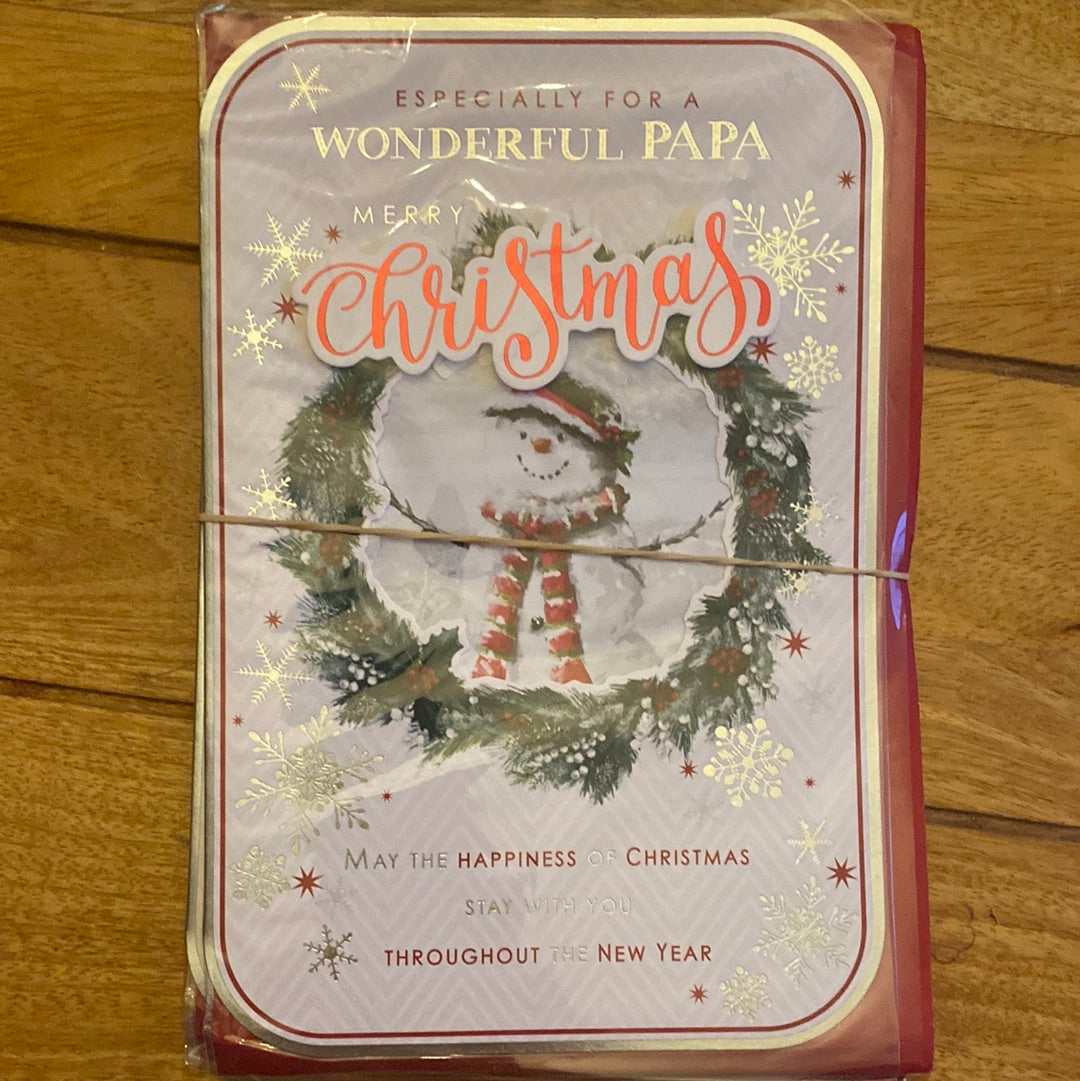 ESPECIALLY FOR A
WONDERFUL PAPA
MERRY
Christmas
MAY THE HAPPINESS OF CHRISTMAS
STAY WITH YOU
THROUGHOUT THE NEW YEAR